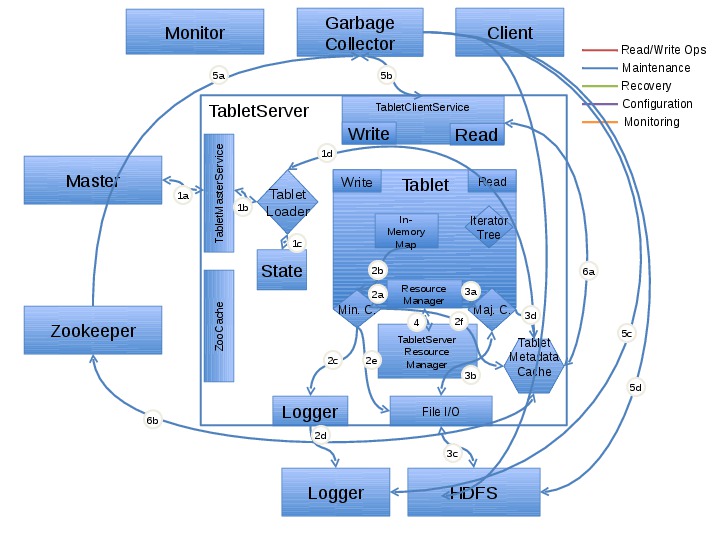 Monitor
Garbage
Collector
Client
Read/Write Ops
Maintenance
Recovery
Configuration
Monitoring
5a
5b
TabletServer
TabletClientService
Write
Read
1d
Master
1a
TabletMasterService
1b
Tablet
Loader
1c
State
Write
Tablet
Read
In-
Memory
Map
Iterator
Tree
2b
2a
Resource
Manager
3a
Min. C.
Maj. C.
3d
4
2f
6a
Zookeeper
ZooCache
TabletServer
Resource
Manager
Tablet
Metadata
Cache
5c
2c
2e
3b
5d
Logger
File I/O
6b
2d
3c
Logger
HDFS